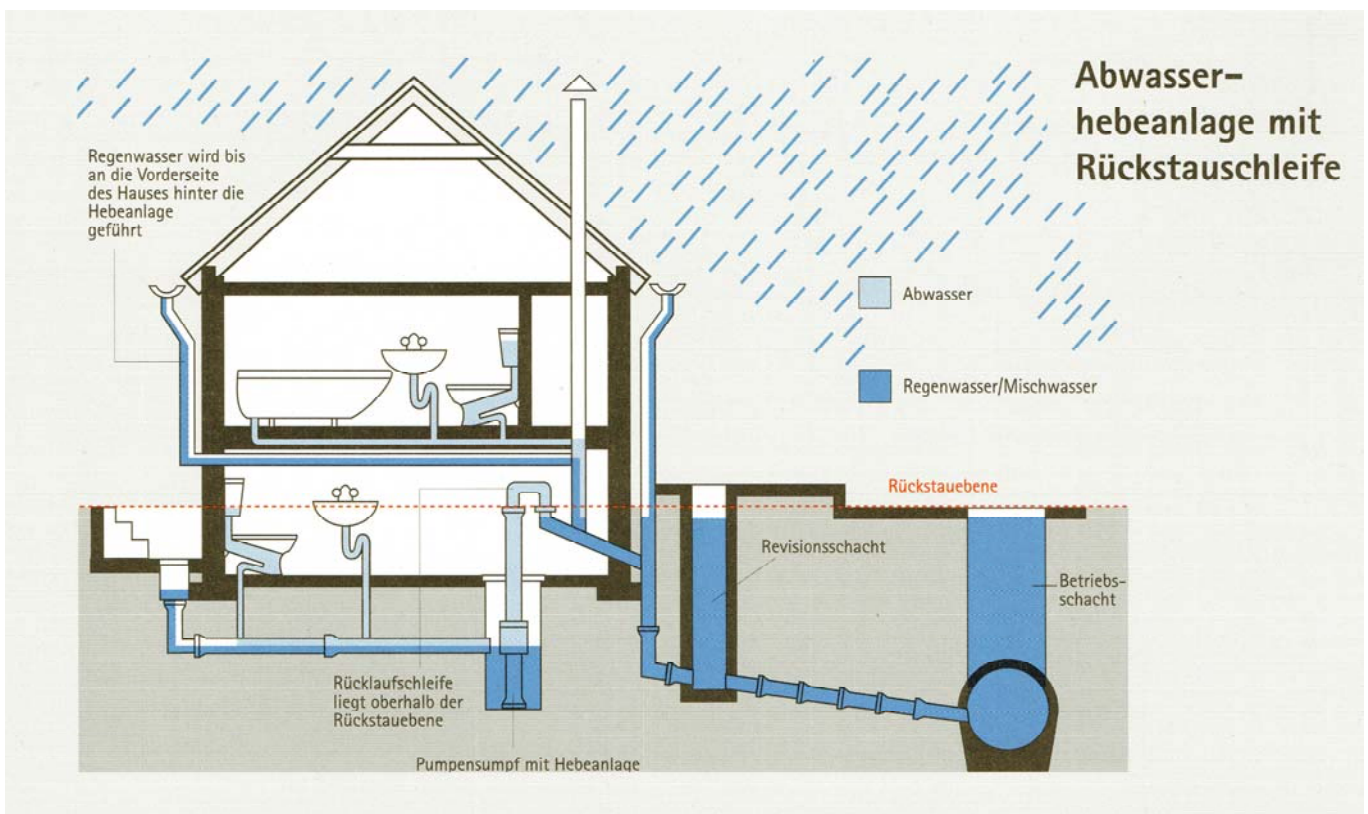 Abwasser-
hebeanlage mit
Rückstauschleife
Regenwasser wird bis
an die Vorderseite
des Hauses hinter die
Hebeanlage
geführt
Abwasser
Regenwasser/Mischwasser
Rückstauebene
Revisionsschacht
Betriebs-
schacht
Rücklaufschleife
liegt oberhalb der
Rückstauebene
Pumpensumpf mit Hebeanlage